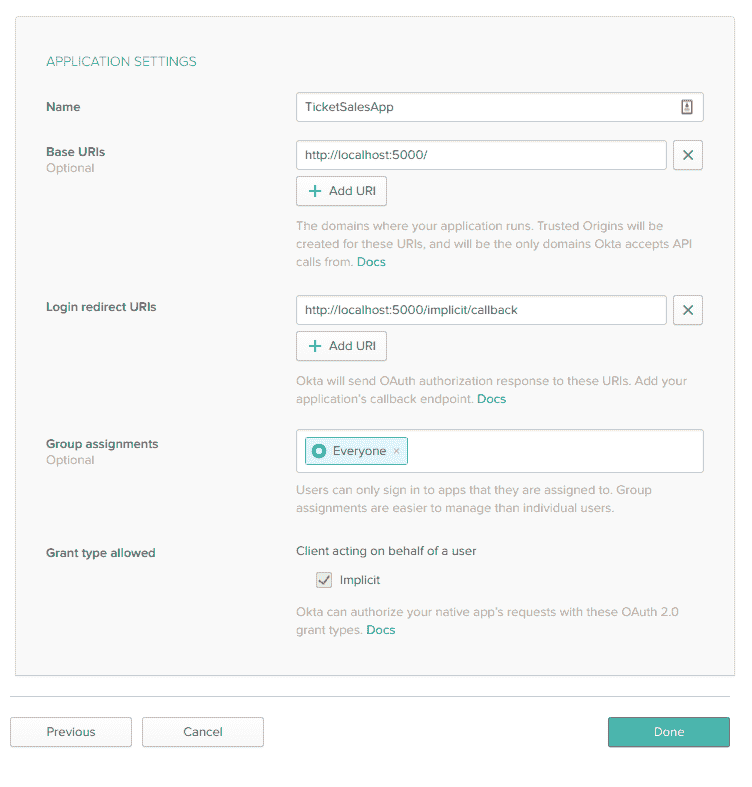 APPLICATION SETTINGS
Name
TicketSalesApp
Base URIs
Optional
http://localhost:5000/
Add URI
The domains where your application runs. Trusted Origins will be
created for these URIs, and will be the only domains Okta accepts API
calls from. Docs
Login redirect URIs
http://localhost:5000/implicit/callback
Add URI
Okta will send OAuth authorization response to these URIs. Add your
application's callback endpoint. Docs
Group assignments
Optional
Everyone ×
Users can only sign in to apps that they are assigned to. Group
assignments are easier to manage than individual users.
Grant type allowed
Client acting on behalf of a user
Implicit
Okta can authorize your native app's requests with these OAuth 2.0
grant types. Docs
Previous
Cancel
Done